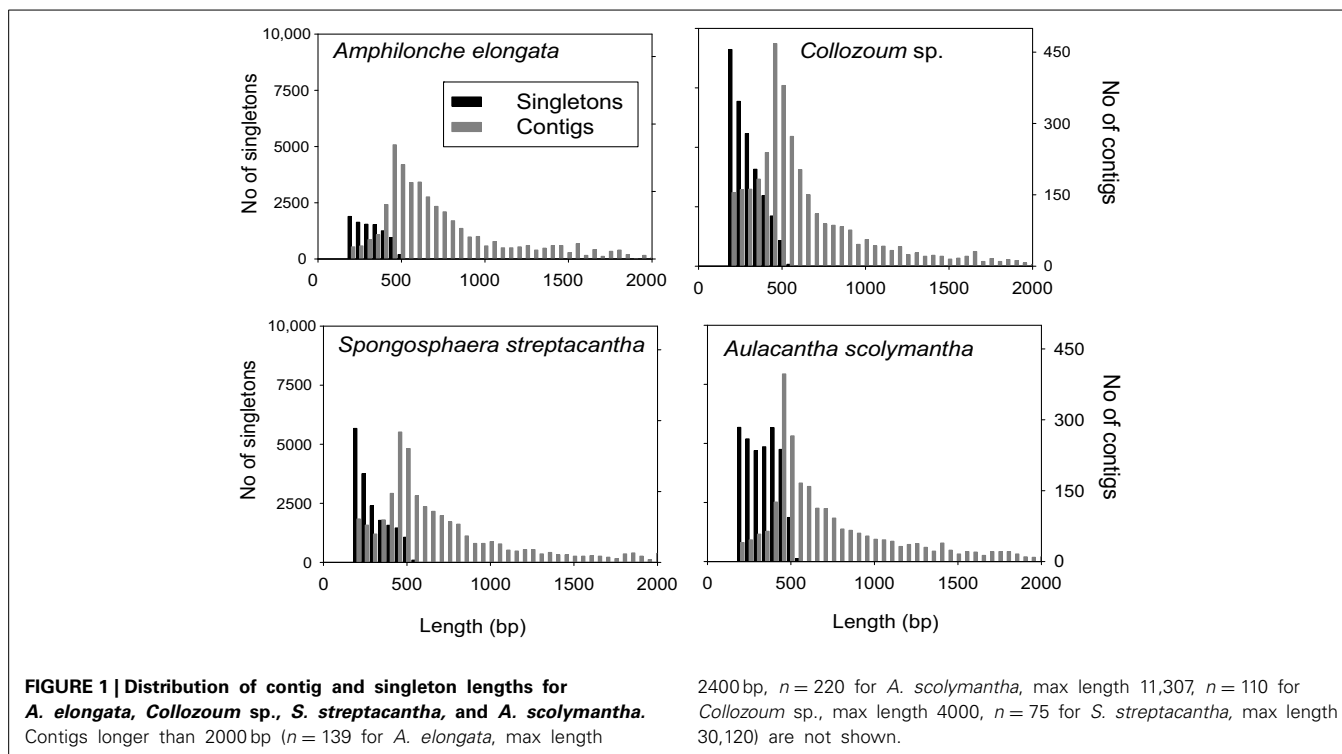 Amphilonche elongata
Collozoum sp.
Singletons
Contigs
No of singletons
10,000
7500
5000
2500
0
0
500
1000
1500
2000
450
300
150
0
No of contigs
0
500
1000
1500
2000
Spongosphaera streptacantha
Aulacantha scolymantha
No of singletons
10,000
7500
5000
2500
0
0
500
1000
1500
2000
Length (bp)
450
300
150
0
No of contigs
0
500
1000
1500
2000
Length (bp)
FIGURE 1 | Distribution of contig and singleton lengths for
A. elongata, Collozoum sp., S. streptacantha, and A. scolymantha.
Contigs longer than 2000 bp (n = 139 for A. elongata, max length
2400 bp, n = 220 for A. scolymantha, max length 11,307, n = 110 for
Collozoum sp., max length 4000, n = 75 for S. streptacantha, max length
30,120) are not shown.